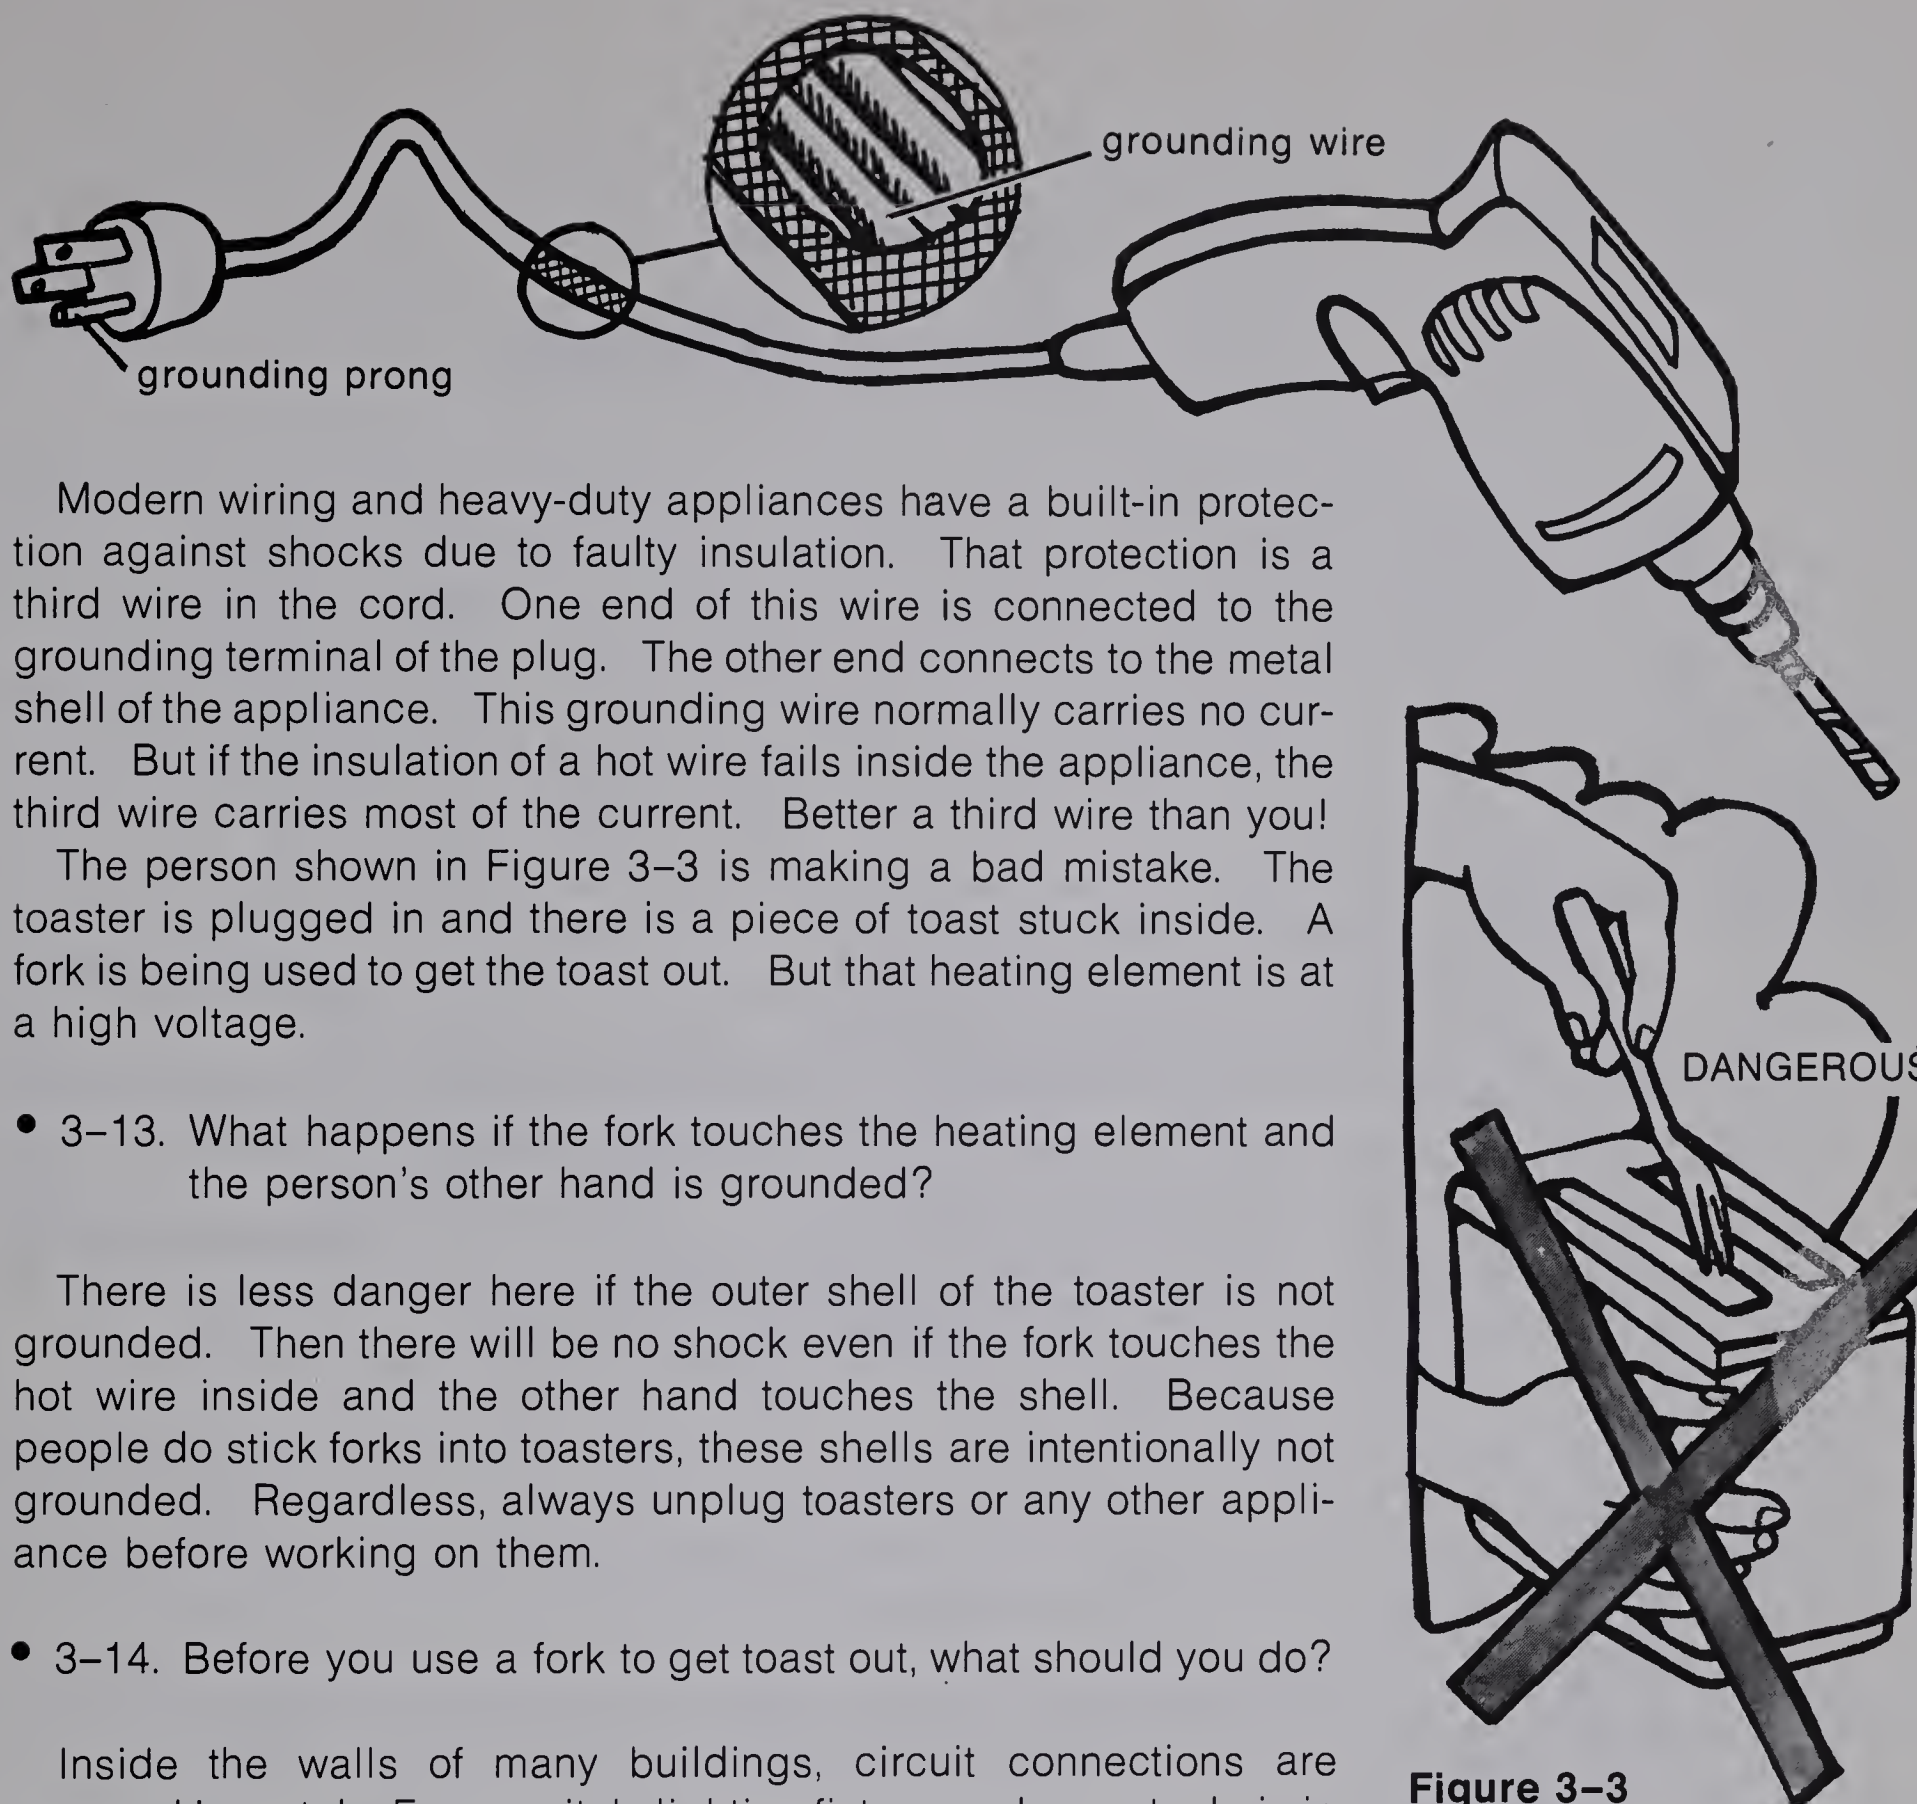 grounding wire
grounding prong
Modern wiring and heavy-duty appliances have a built-in protec-
tion against shocks due to faulty insulation. That protection is a
third wire in the cord. One end of this wire is connected to the
grounding terminal of the plug. The other end connects to the metal
shell of the appliance. This grounding wire normally carries no cur-
rent. But if the insulation of a hot wire fails inside the appliance, the
third wire carries most of the current. Better a third wire than you!
The person shown in Figure 3–3 is making a bad mistake. The
toaster is plugged in and there is a piece of toast stuck inside. A
fork is being used to get the toast out. But that heating element is at
a high voltage.
• 3–13. What happens if the fork touches the heating element and
the person's other hand is grounded?
There is less danger here if the outer shell of the toaster is not
grounded. Then there will be no shock even if the fork touches the
hot wire inside and the other hand touches the shell. Because
people do stick forks into toasters, these shells are intentionally not
grounded. Regardless, always unplug toasters or any other appli-
ance before working on them.
• 3–14. Before you use a fork to get toast out, what should you do?
Inside the walls of many buildings, circuit connections are
DANGEROUS
Figure 3–3